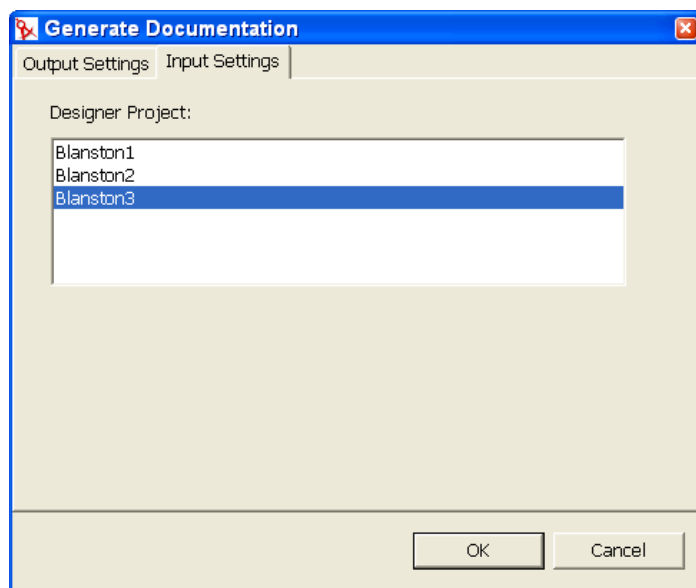 Generate Documentation
Output Settings Input Settings
Designer Project:
Blanston1
Blanston2
Blanston3
OK Cancel